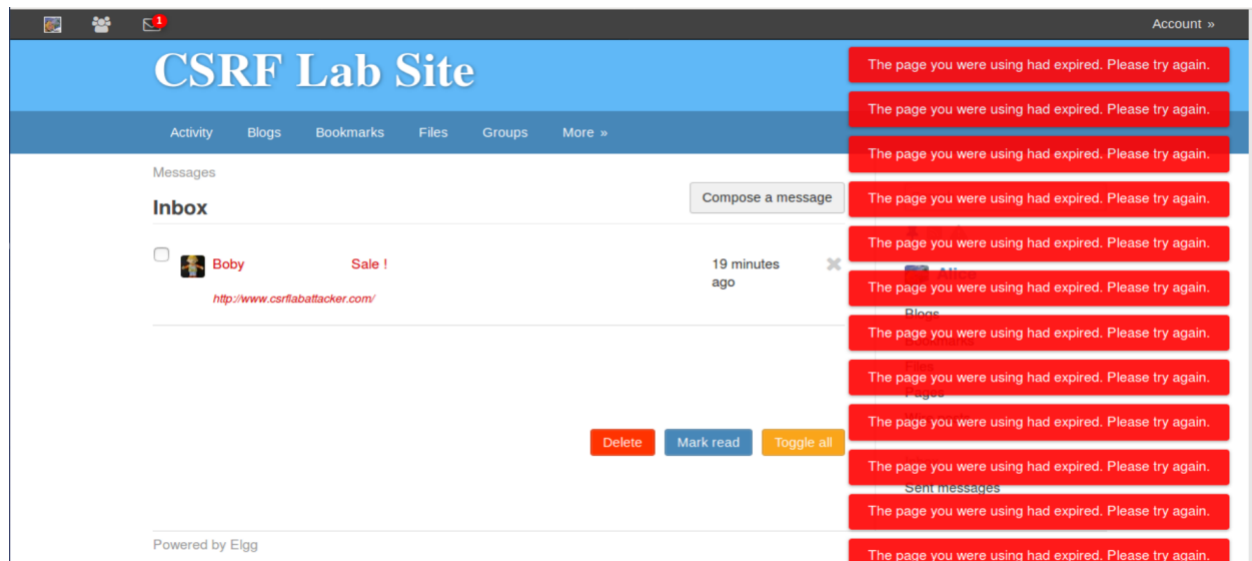 1
Account »
CSRF Lab Site
Activity Blogs Bookmarks Files Groups More »
Messages
Inbox
Compose a message
Boby Sale ! 19 minutes
ago
http://www.csrflabattacker.com/
Delete Mark read Toggle all
Powered by Elgg
The page you were using had expired. Please try again.
The page you were using had expired. Please try again.
The page you were using had expired. Please try again.
The page you were using had expired. Please try again.
The page you were using had expired. Please try again.
Alice
The page you were using had expired. Please try again.
Blogs
The page you were using had expired. Please try again.
Bookmarks
Files
The page you were using had expired. Please try again.
Pages
The page you were using had expired. Please try again.
The page you were using had expired. Please try again.
Sent messages
The page you were using had expired. Please try again.
The page you were using had expired. Please try again.